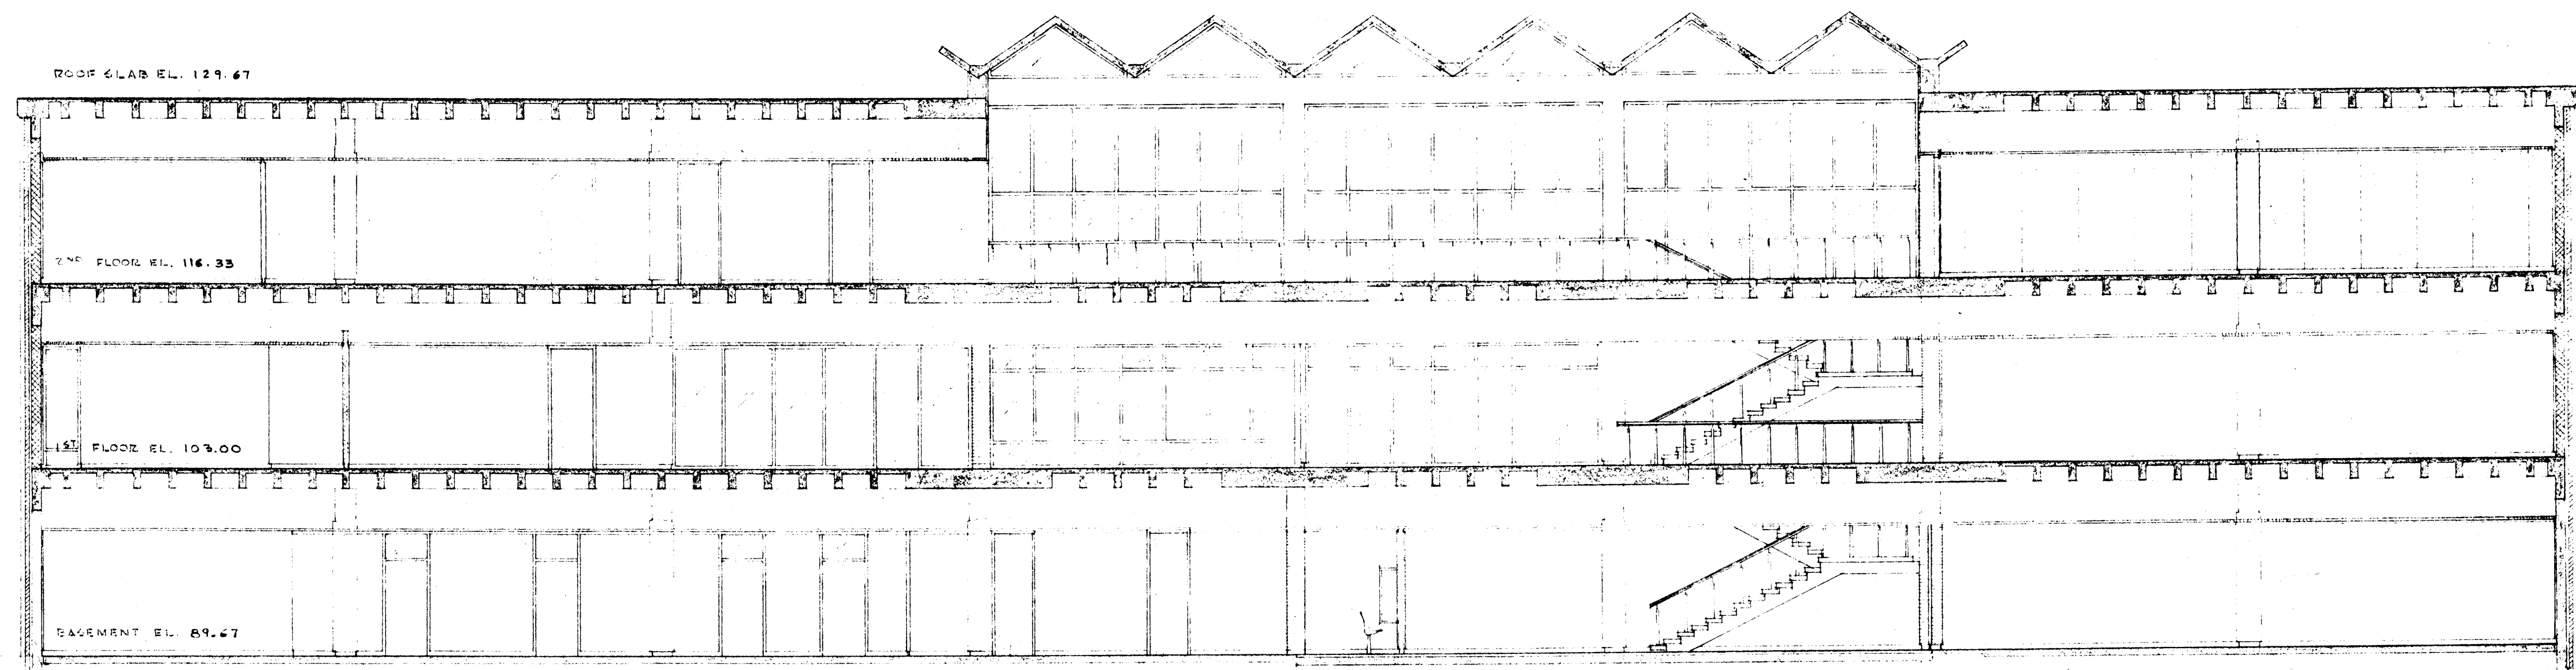 ROOF SLAB EL. 129.67
2ND FLOOR EL. 116.33
1ST FLOOR EL. 103.00
BASEMENT EL. 89.67